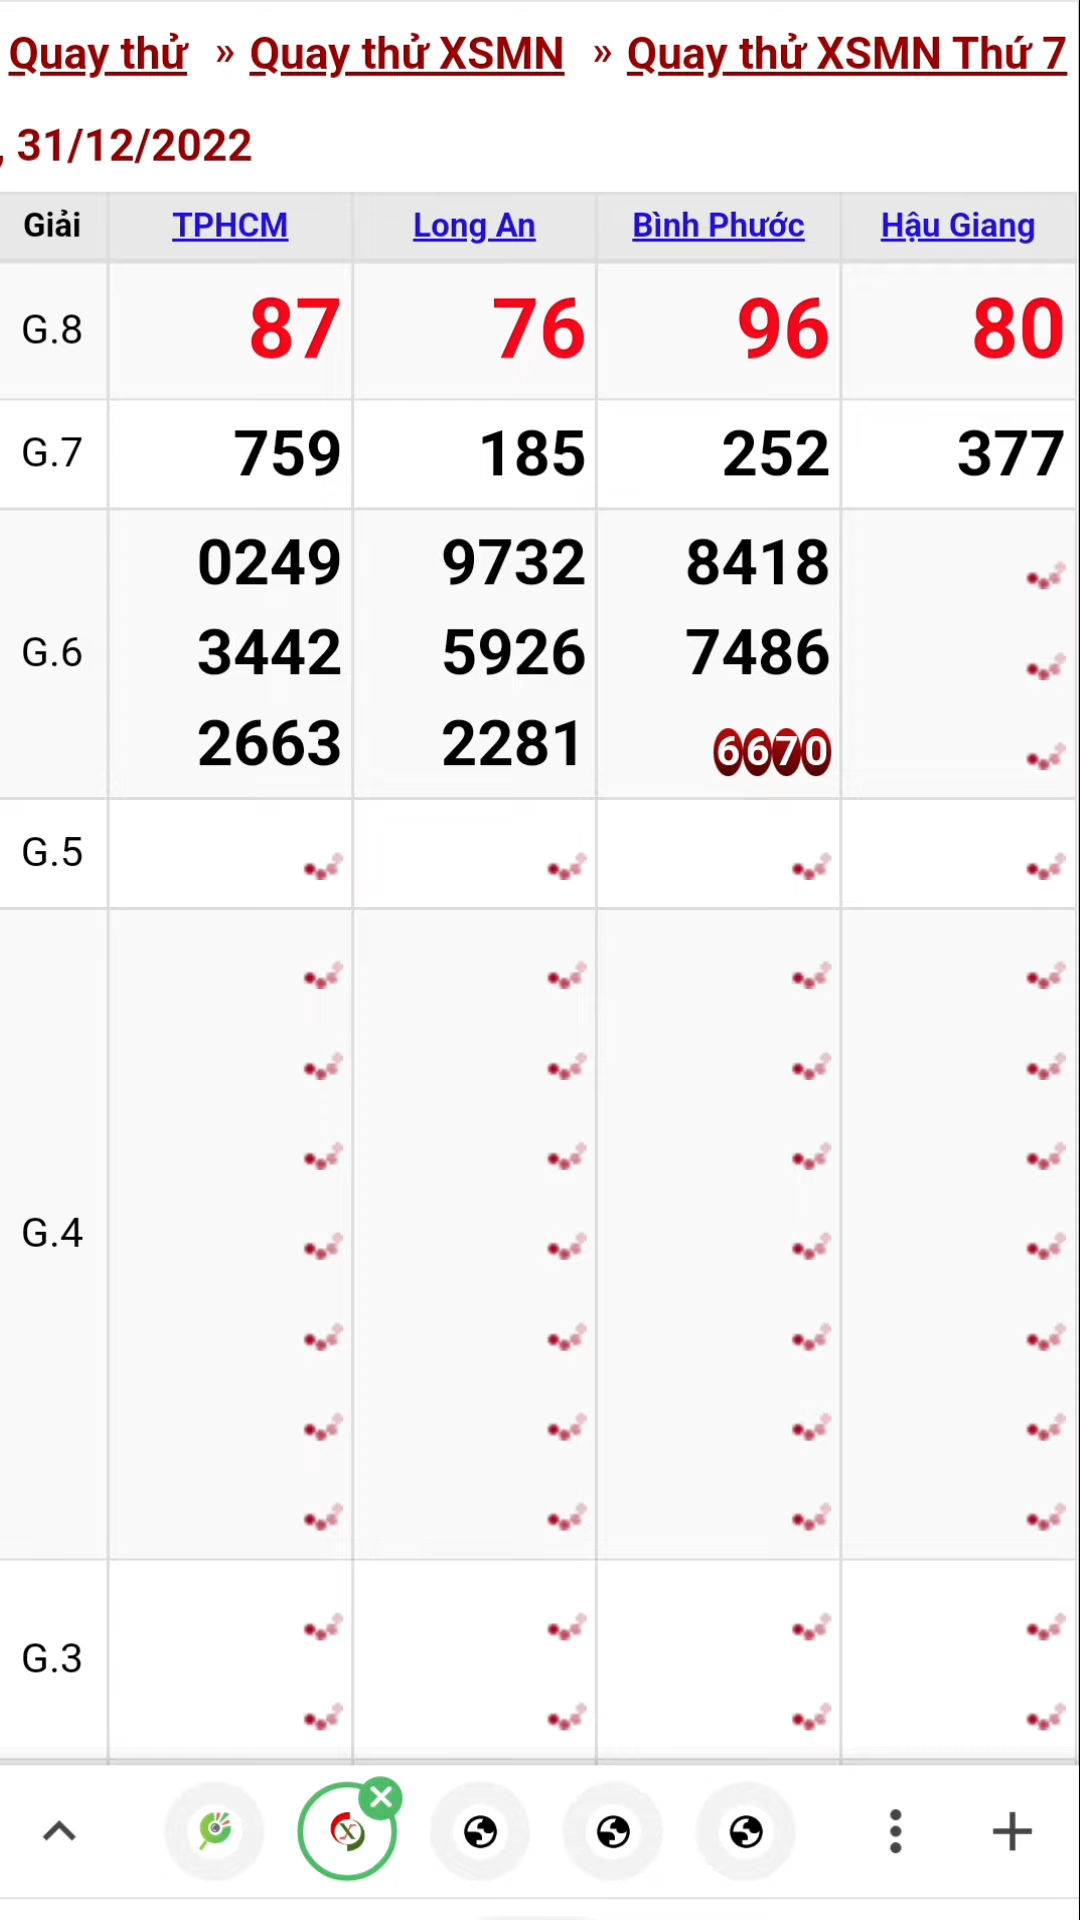 Quay thử » Quay thử XSMN » Quay thử XSMN Thứ 7
, 31/12/2022
Giải TPHCM Long An Bình Phước Hậu Giang
G.8 87 76 96 80
G.7 759 185 252 377
0249 9732 8418
G.6 3442 5926 7486
2663 2281 6670
G.5
G.4
G.3